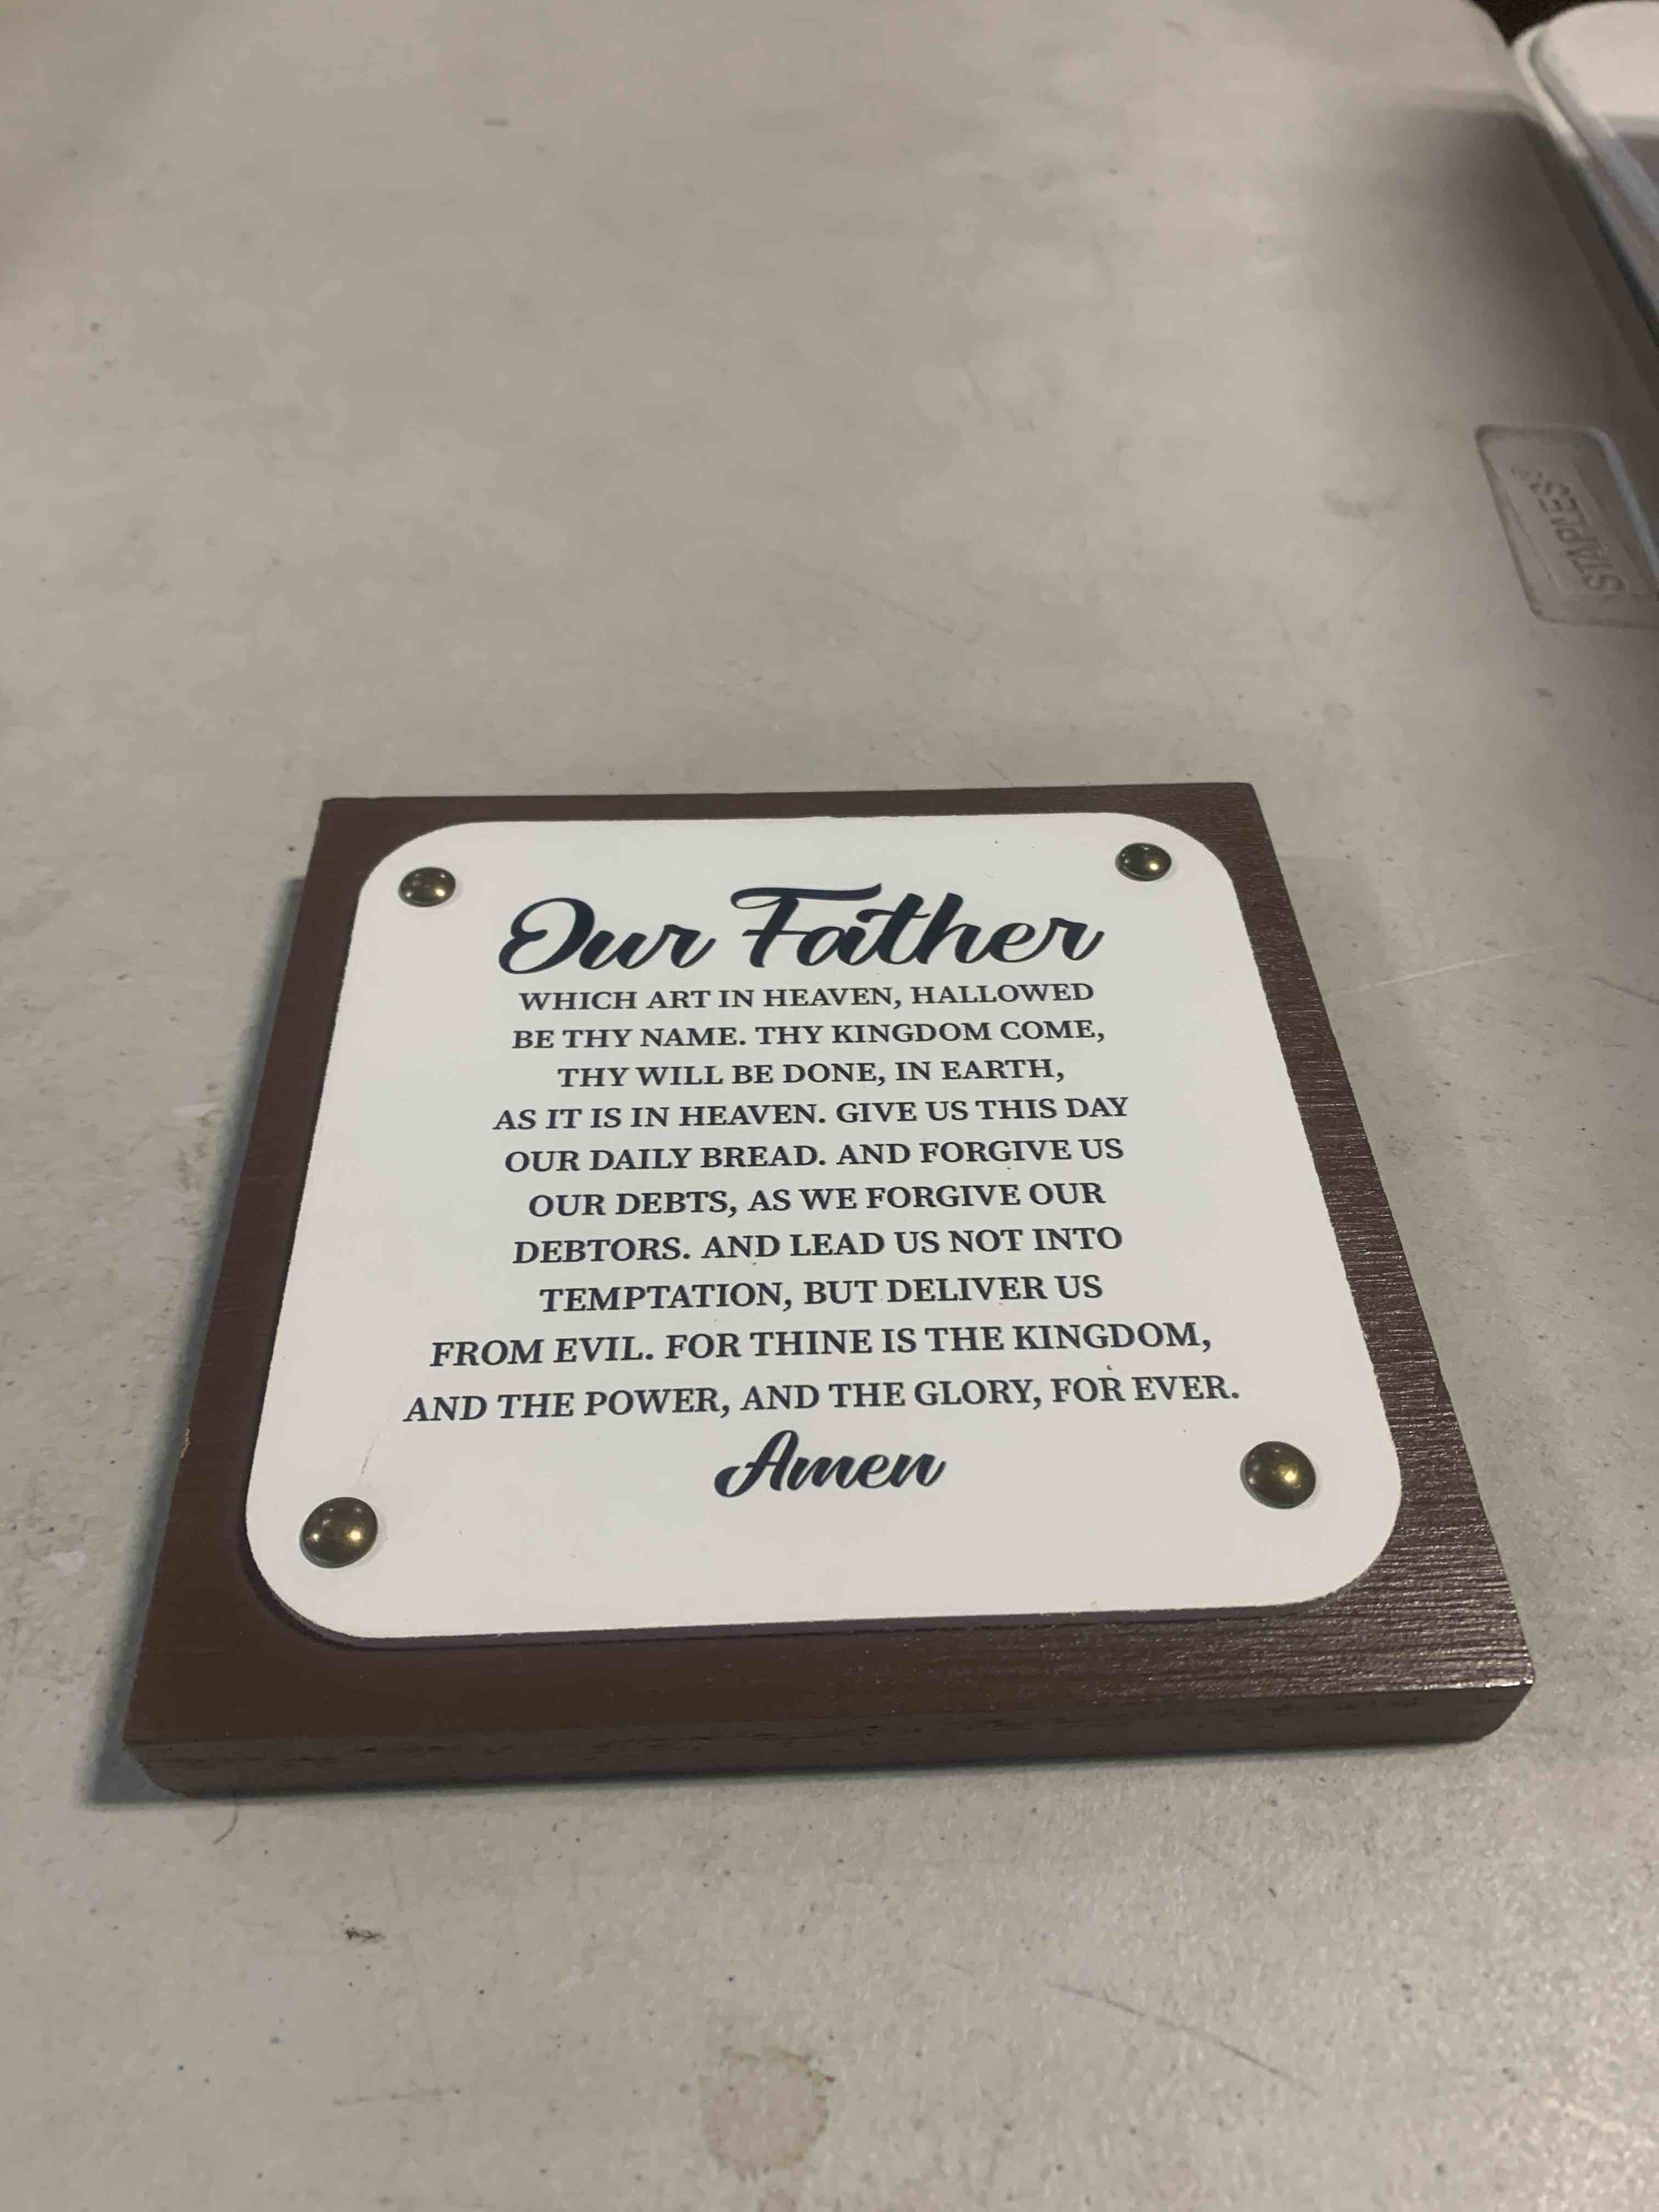 Our Father
WHICH ART IN HEAVEN, HALLOWED
BE THY NAME. THY KINGDOM COME,
THY WILL BE DONE, IN EARTH,
AS IT IS IN HEAVEN. GIVE US THIS DAY
OUR DAILY BREAD. AND FORGIVE US
OUR DEBTS, AS WE FORGIVE OUR
DEBTORS. AND LEAD US NOT INTO
TEMPTATION, BUT DELIVER US
FROM EVIL. FOR THINE IS THE KINGDOM,
AND THE POWER, AND THE GLORY, FOR EVER.
Amen
STAPLES